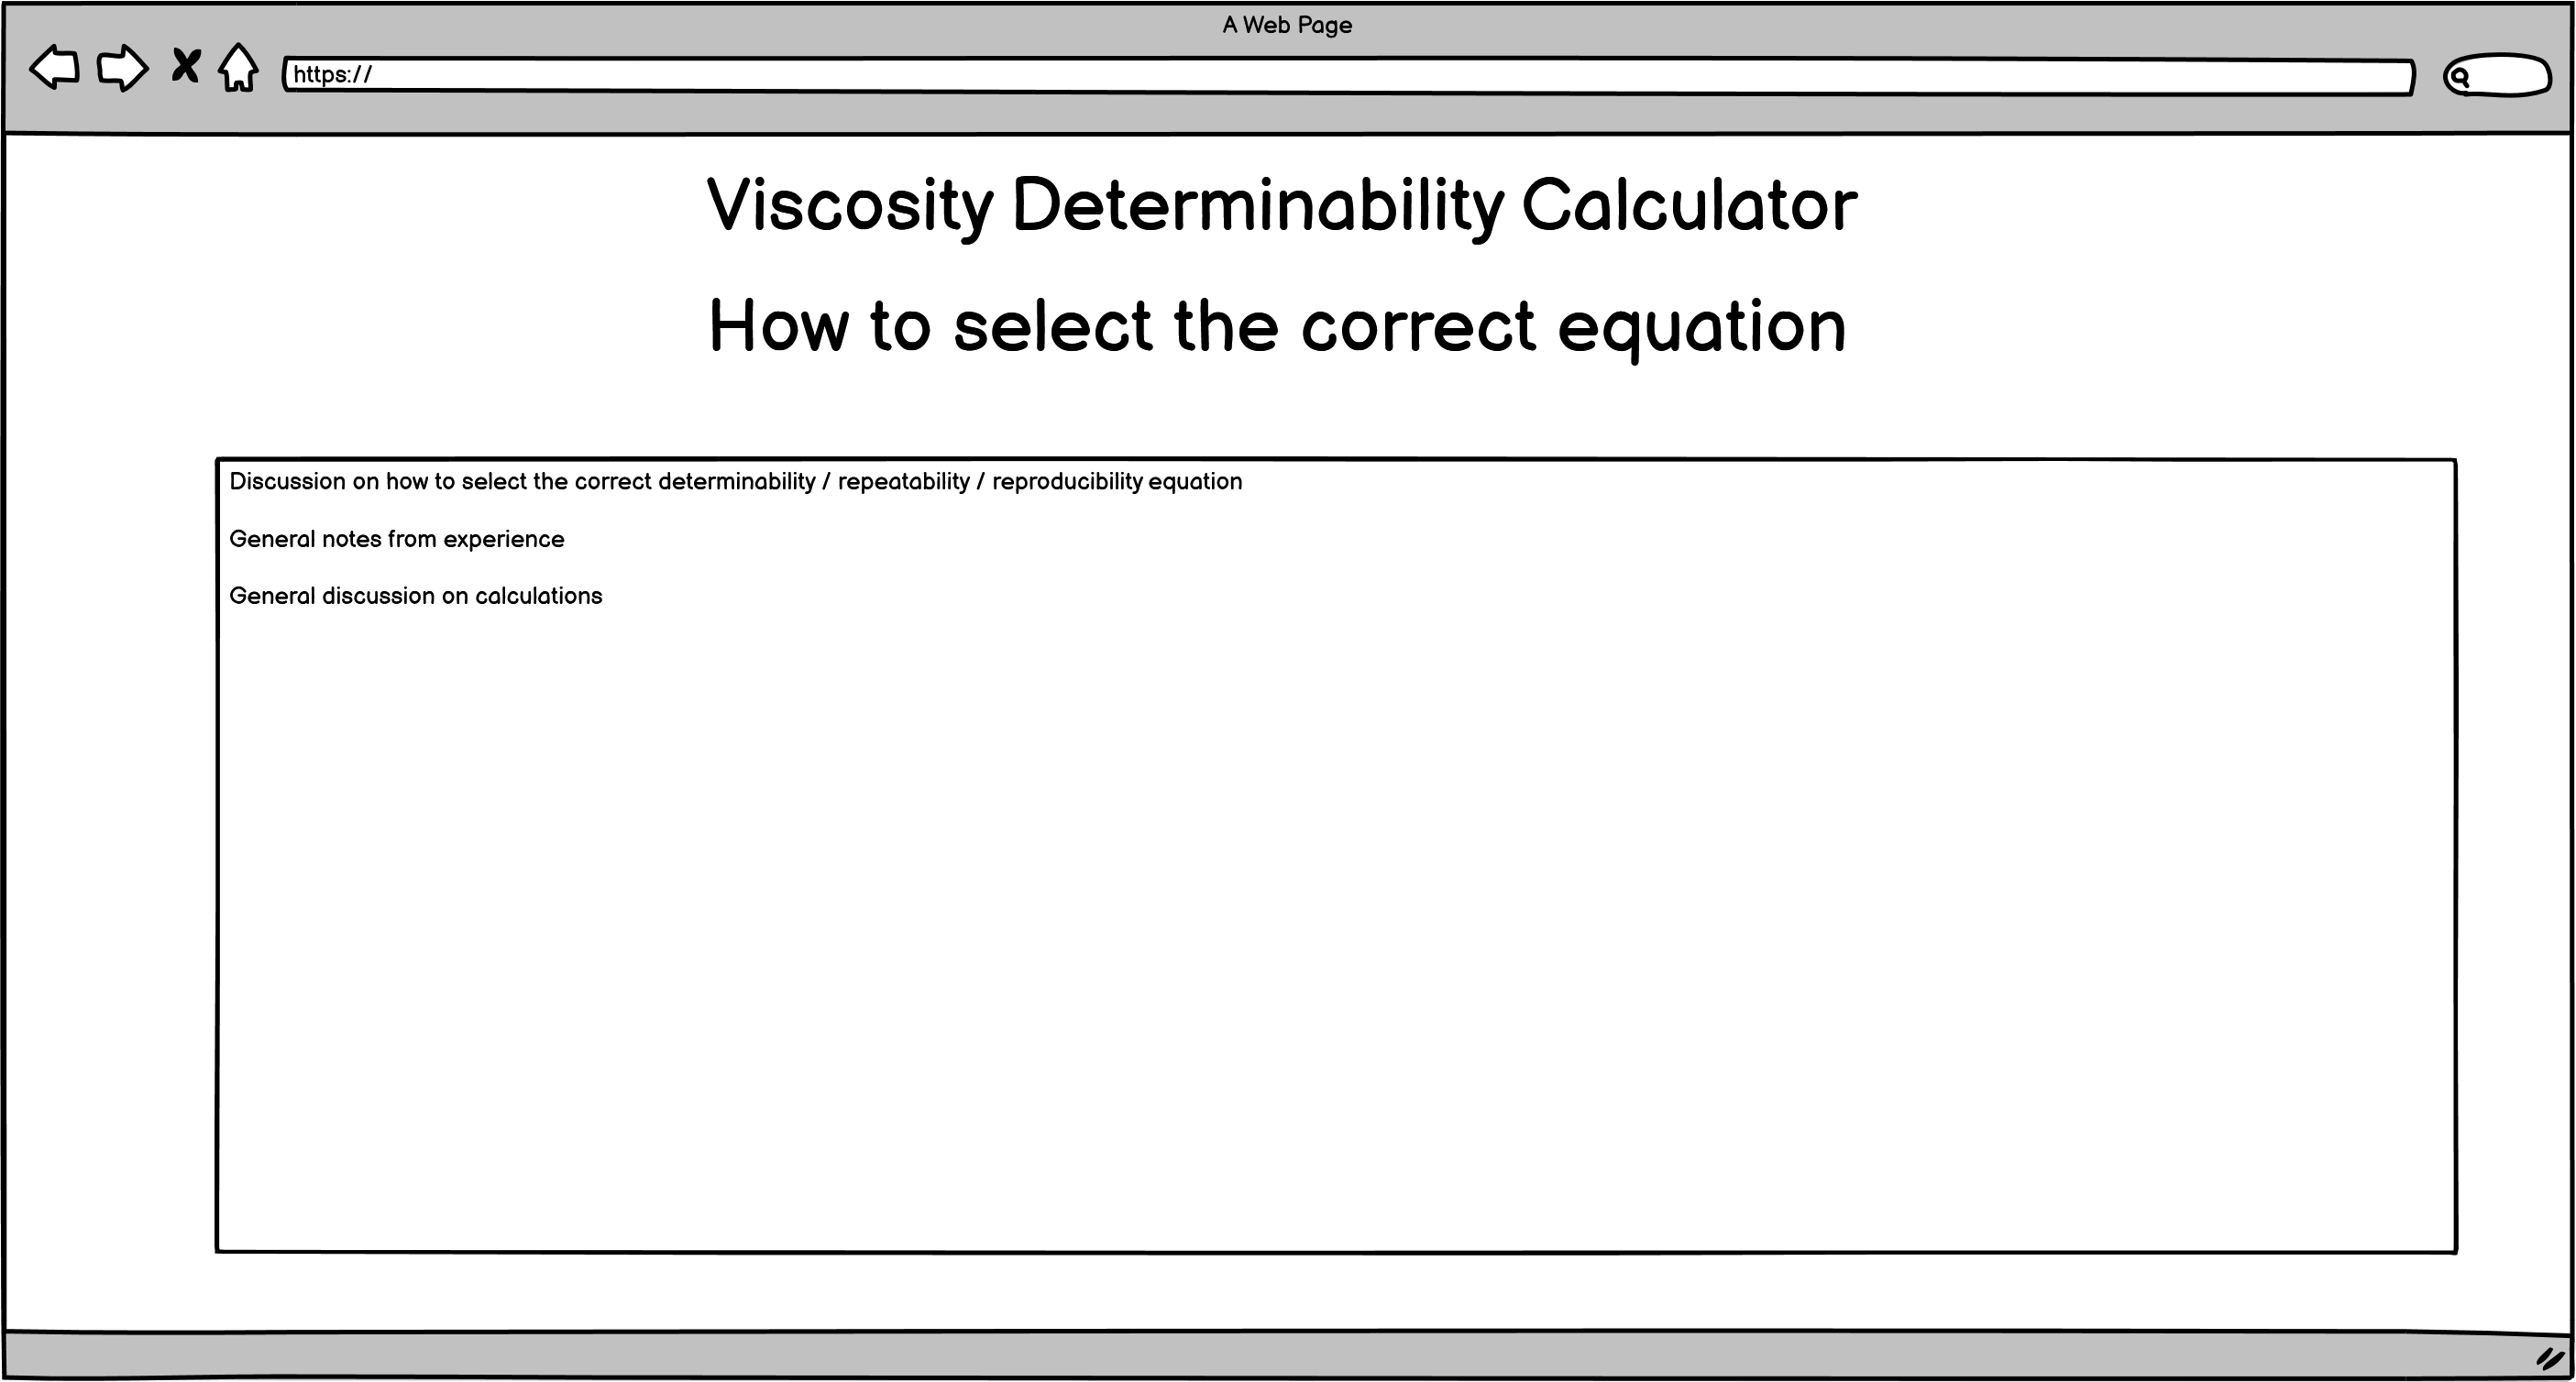 A Web Page
https://
Viscosity Determinability Calculator
How to select the correct equation
Discussion on how to select the correct determinability / repeatability / reproducibility equation
General notes from experience
General discussion on calculations